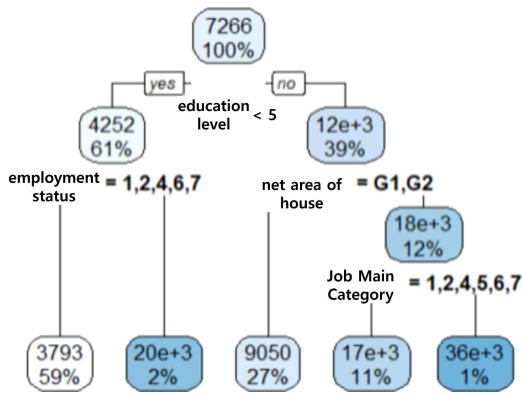 7266
100%
yes
no
education
level
< 5
4252
61%
12e+3
39%
employment
status
= 1,2,4,6,7
net area of
house
= G1,G2
18e+3
12%
Job Main
Category
= 1,2,4,5,6,7
3793
59%
20e+3
2%
9050
27%
17e+3
11%
36e+3
1%